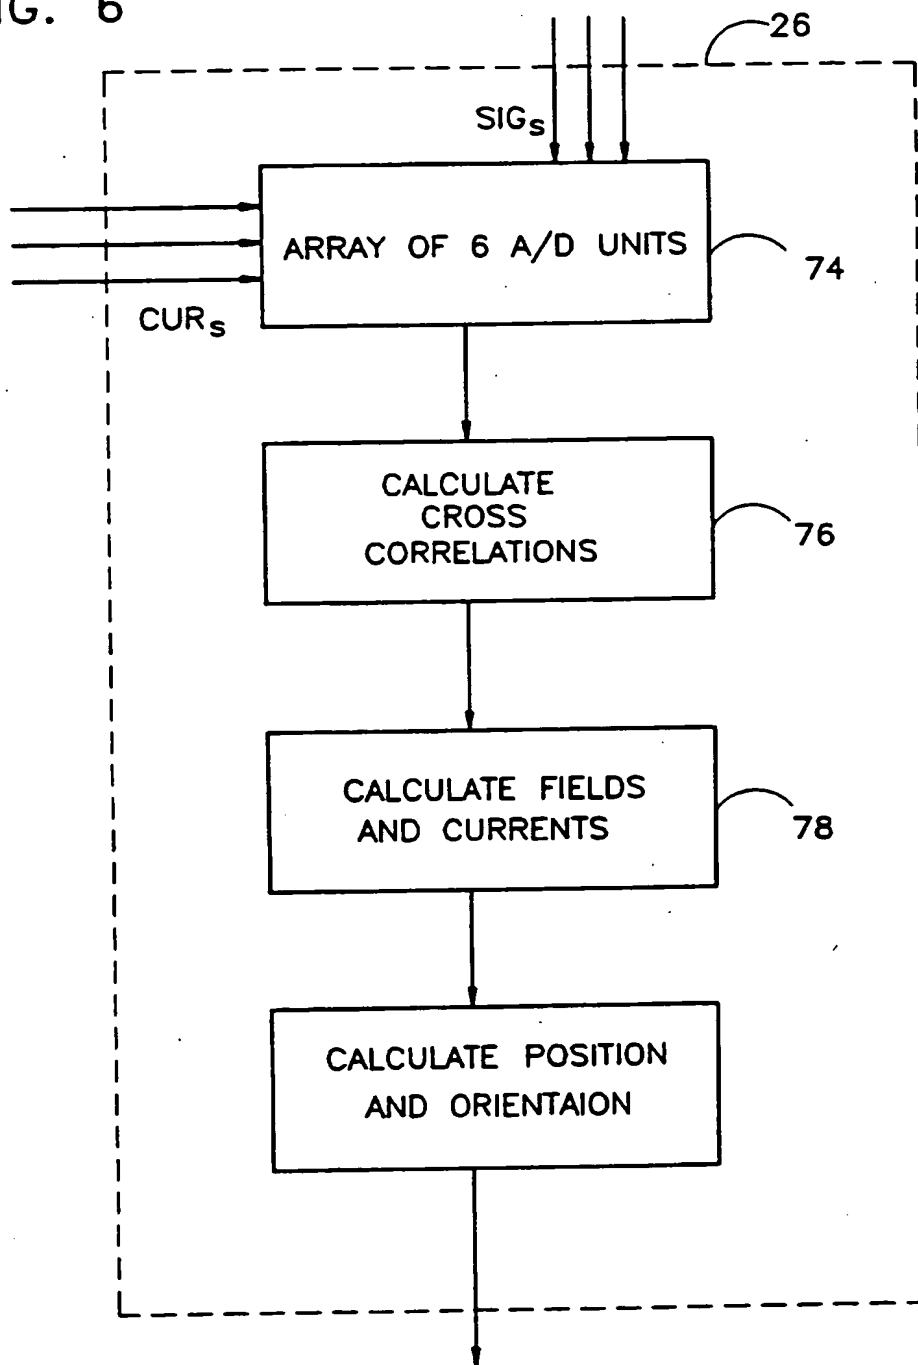 FIG. 6
26
SIGs
ARRAY OF 6 A/D UNITS
74
CURs
CALCULATE
CROSS
CORRELATIONS
76
CALCULATE FIELDS
AND CURRENTS
78
CALCULATE POSITION
AND ORIENTAION